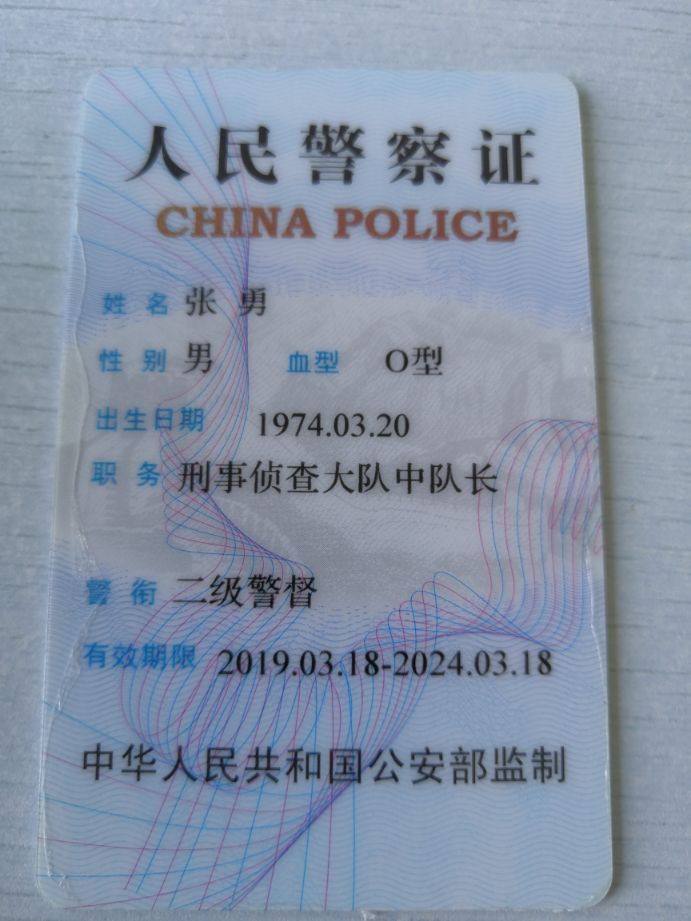 人民警察证
CHINA POLICE
姓 名 张 勇
性 别 男 血型 O型
出生日期 1974.03.20
职 务 刑事侦查大队中队长
警 衔 二级警督
有效期限 2019.03.18-2024.03.18
中华人民共和国公安部监制